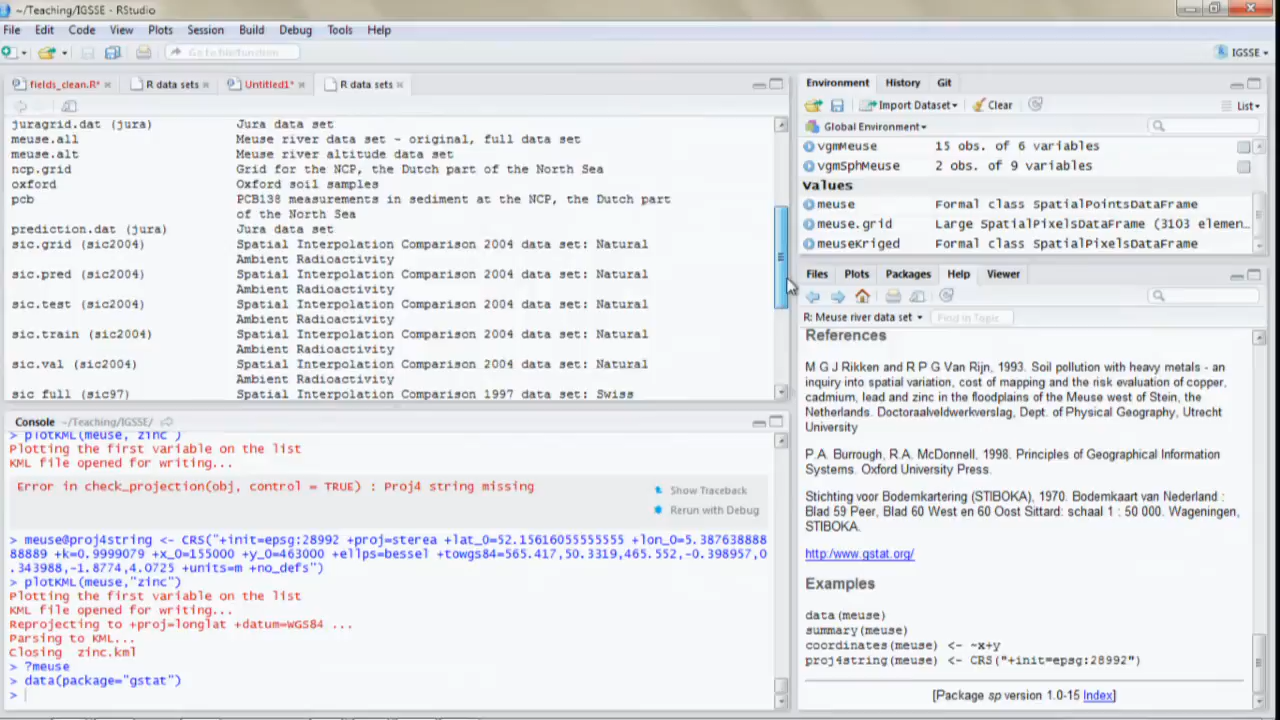 ~/Teaching/IGSSE - RStudio
File Edit Code View Plots Session Build Debug Tools Help
Go to file/function
IGSSE
fields_clean.R* R data sets Untitled1* R data sets
juragrid.dat (jura) Jura data set
meuse.all Meuse river data set - original, full data set
meuse.alt Meuse river altitude data set
ncp.grid Grid for the NCP, the Dutch part of the North Sea
oxford Oxford soil samples
pcb PCB138 measurements in sediment at the NCP, the Dutch part
of the North Sea
prediction.dat (jura) Jura data set
sic.grid (sic2004) Spatial Interpolation Comparison 2004 data set: Natural
Ambient Radioactivity
sic.pred (sic2004) Spatial Interpolation Comparison 2004 data set: Natural
Ambient Radioactivity
sic.test (sic2004) Spatial Interpolation Comparison 2004 data set: Natural
Ambient Radioactivity
sic.train (sic2004) Spatial Interpolation Comparison 2004 data set: Natural
Ambient Radioactivity
sic.val (sic2004) Spatial Interpolation Comparison 2004 data set: Natural
Ambient Radioactivity
sic full (sic97) Spatial Interpolation Comparison 1997 data set: Swiss
Console ~/Teaching/IGSSE/
> plotKML(meuse, zinc )
Plotting the first variable on the list
KML file opened for writing...
Error in check_projection(obj, control = TRUE) : Proj4 string missing
Show Traceback
Rerun with Debug
> meuse@proj4string <- CRS("+init=epsg:28992 +proj=sterea +lat_0=52.15616055555555 +lon_0=5.387638888
88889 +k=0.9999079 +x_0=155000 +y_0=463000 +ellps=bessel +towgs84=565.417,50.3319,465.552,-0.398957,0
.343988,-1.8774,4.0725 +units=m +no_defs")
> plotKML(meuse,"zinc")
Plotting the first variable on the list
KML file opened for writing...
Reprojecting to +proj=longlat +datum=WGS84 ...
Parsing to KML...
Closing zinc.kml
> ?meuse
> data(package="gstat")
>
Environment History Git
Import Dataset Clear List
Global Environment
vgmMeuse 15 obs. of 6 variables
vgmSphMeuse 2 obs. of 9 variables
Values
meuse Formal class SpatialPointsDataFrame
meuse.grid Large SpatialPixelsDataFrame (3103 elemen…
meuseKriged Formal class SpatialPixelsDataFrame
Files Plots Packages Help Viewer
R: Meuse river data set Find in Topic
References
M G J Rikken and R P G Van Rijn, 1993. Soil pollution with heavy metals - an
inquiry into spatial variation, cost of mapping and the risk evaluation of copper,
cadmium, lead and zinc in the floodplains of the Meuse west of Stein, the
Netherlands. Doctoraalveldwerkverslag, Dept. of Physical Geography, Utrecht
University
P.A. Burrough, R.A. McDonnell, 1998. Principles of Geographical Information
Systems. Oxford University Press.
Stichting voor Bodemkartering (STIBOKA), 1970. Bodemkaart van Nederland :
Blad 59 Peer, Blad 60 West en 60 Oost Sittard: schaal 1 : 50 000. Wageningen,
STIBOKA.
http:/www.gstat.org/
Examples
data(meuse)
summary(meuse)
coordinates(meuse) <- ~x+y
proj4string(meuse) <- CRS("+init=epsg:28992")
[Package sp version 1.0-15 Index]